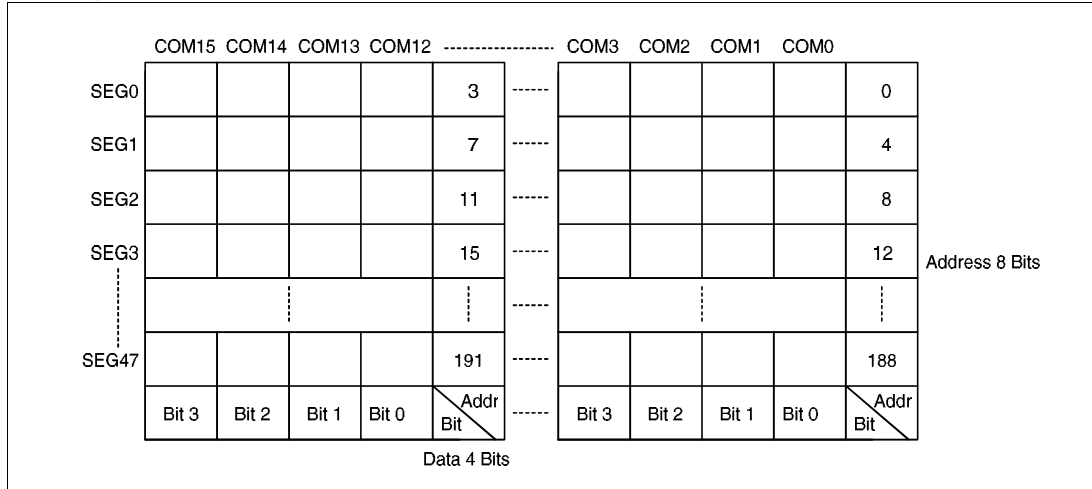 COM15 COM14 COM13 COM12 COM3 COM2 COM1 COM0
SEG0 3 0
SEG1 7 4
SEG2 11 8
SEG3 15 12
Address 8 Bits
SEG47 191 188
Bit 3 Bit 2 Bit 1 Bit 0 Bit Addr Bit 3 Bit 2 Bit 1 Bit 0 Bit Addr
Data 4 Bits